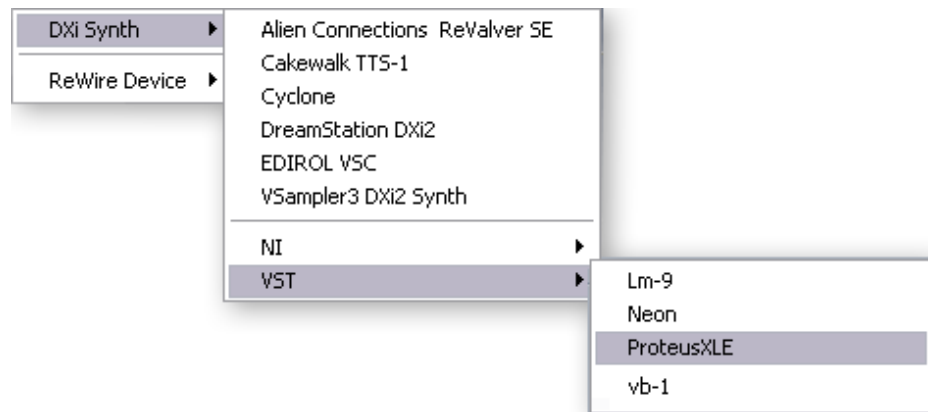 DXi Synth
ReWire Device
Alien Connections ReValver SE
Cakewalk TTS-1
Cyclone
DreamStation DXi2
EDIROL VSC
VSampler3 DXi2 Synth
NI
VST
Lm-9
Neon
ProteusXLE
vb-1